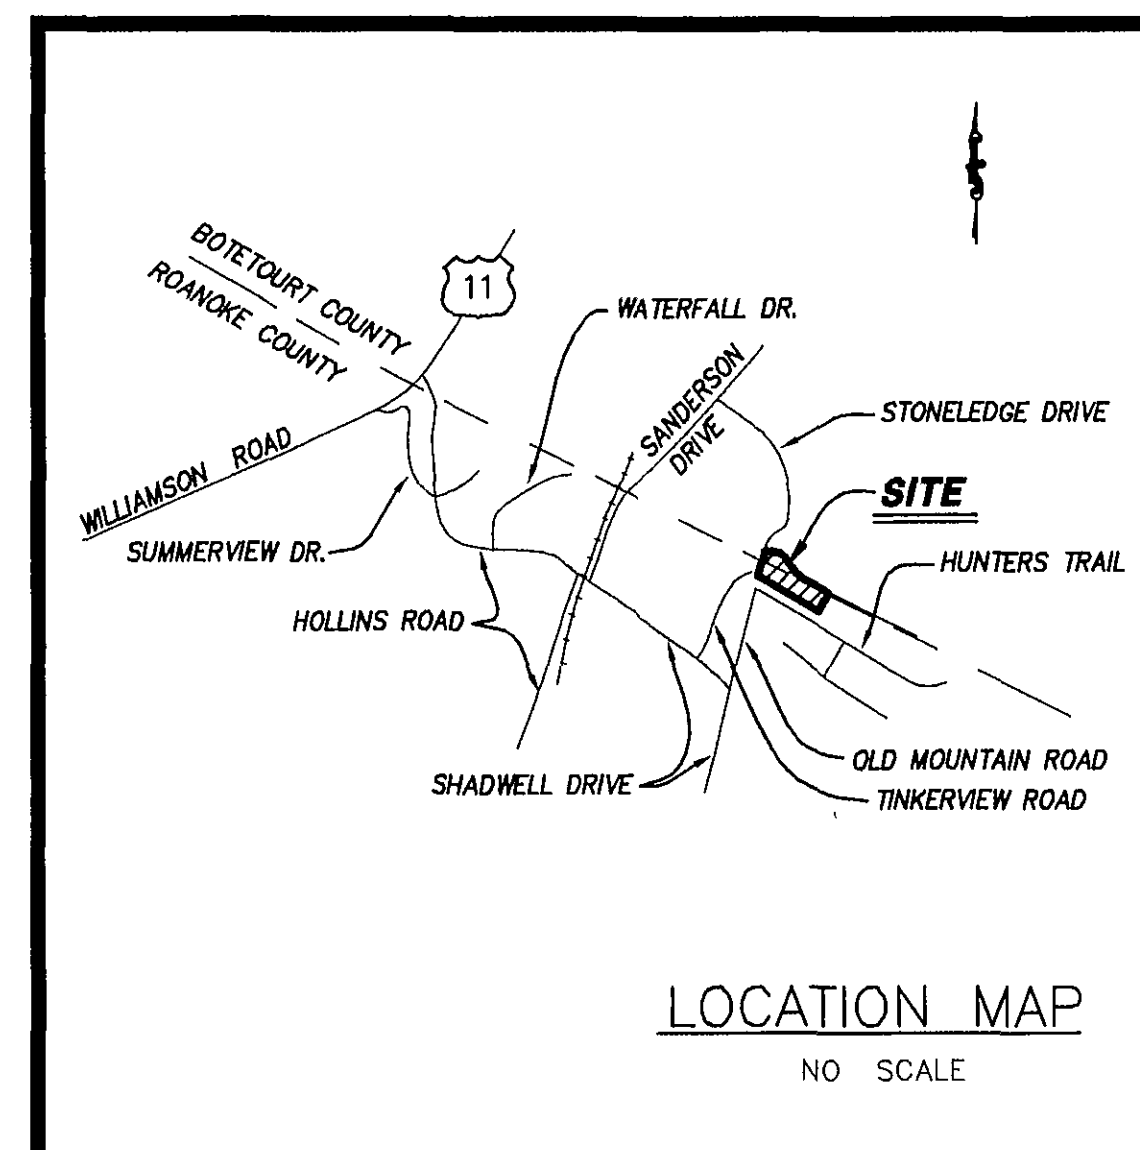 BOTETOURT COUNTY
ROANOKE COUNTY
11
WATERFALL DR.
SANDERSON
DRIVE
STONELEDGE DRIVE
WILLIAMSON ROAD
SITE
SUMMERVIEW DR.
HUNTERS TRAIL
HOLLINS ROAD
OLD MOUNTAIN ROAD
SHADWELL DRIVE
TINKERVIEW ROAD
LOCATION MAP
NO SCALE